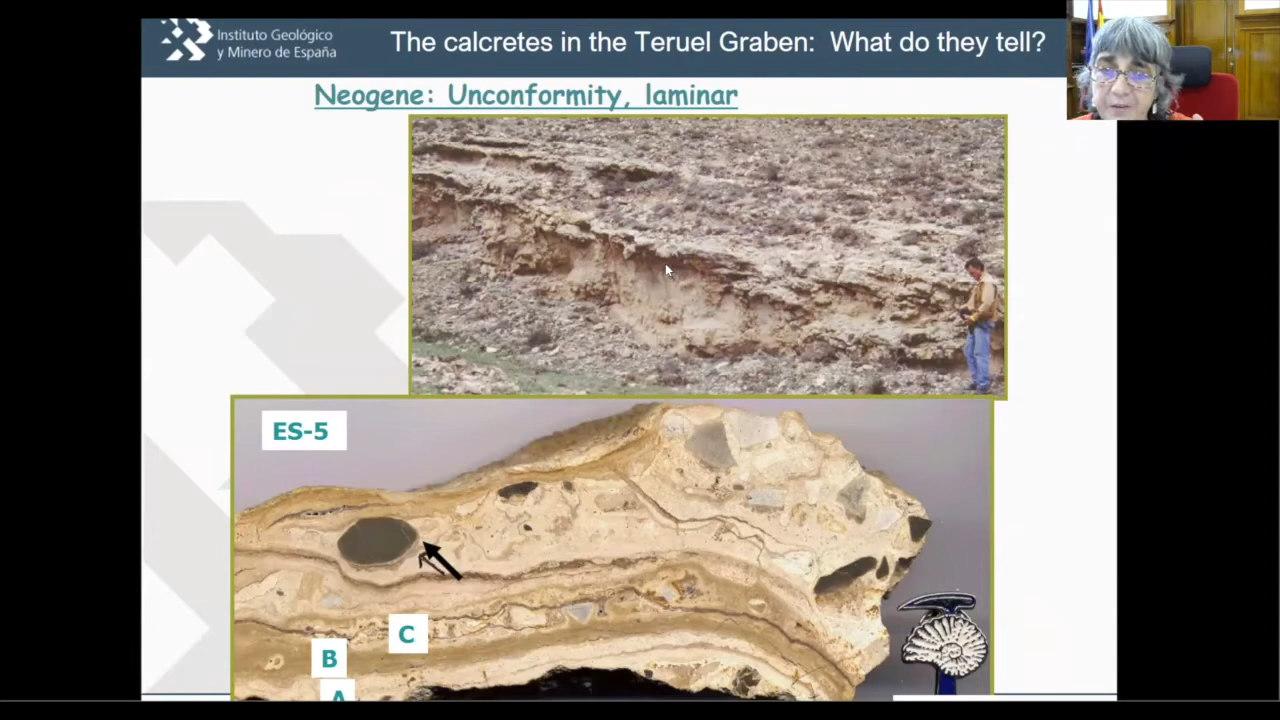 Instituto Geológico
y Minero de España
The calcretes in the Teruel Graben: What do they tell?
Neogene: Unconformity, laminar
ES-5
C
B
A